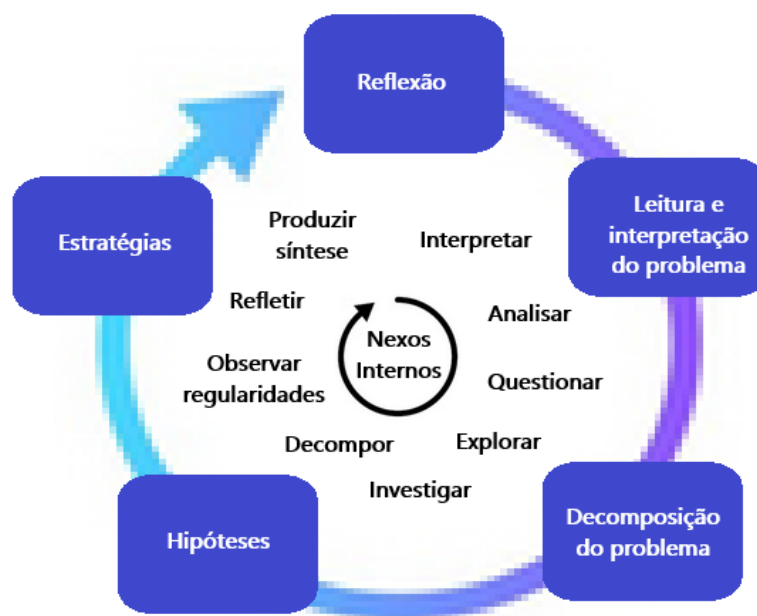 Reflexão
Leitura e
interpretação
do problema
Decomposição
do problema
Hipóteses
Estratégias
Produzir
síntese
Interpretar
Analisar
Questionar
Explorar
Investigar
Decompor
Observar
regularidades
Refletir
Nexos
Internos